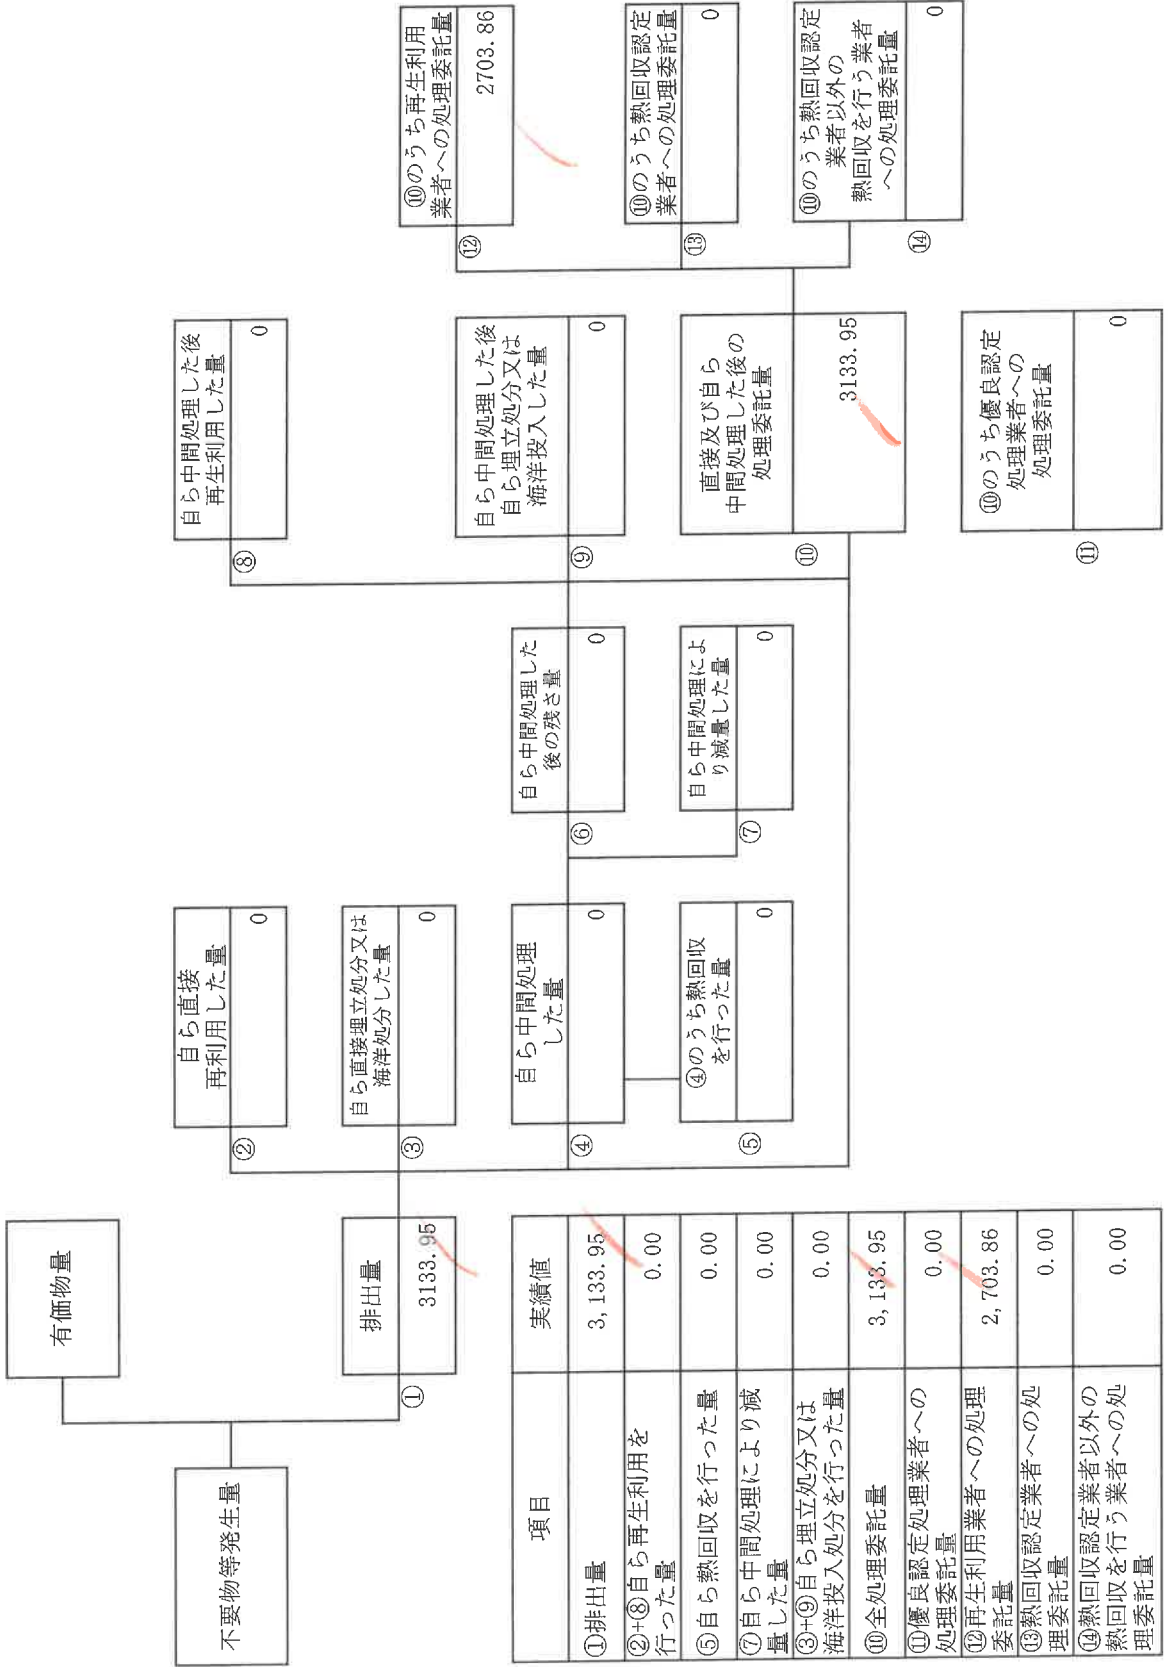 不要物等発生量
有価物量
排出量
①
3133.95
自ら直接
再利用した量
②
0
自ら直接埋立処分又は
海洋処分した量
③
0
自ら中間処理
した量
④
0
④のうち熱回収
を行った量
⑤
0
自ら中間処理した
後の残さ量
⑥
0
自ら中間処理によ
り減量した量
⑦
0
自ら中間処理した後
再生利用した量
⑧
0
自ら中間処理した後
自ら埋立処分又は
海洋投入した量
⑨
0
直接及び自ら
中間処理した後の
処理委託量
⑩
3133.95
⑩のうち優良認定
処理業者への
処理委託量
⑪
0
⑩のうち再生利用
業者への処理委託量
⑫
2703.86
⑩のうち熱回収認定
業者への処理委託量
⑬
0
⑩のうち熱回収認定
業者以外の
熱回収を行う業者
への処理委託量
⑭
0
項目 実績値
①排出量 3,133.95
②+⑧自ら再生利用を
行った量 0.00
⑤自ら熱回収を行った量 0.00
⑦自ら中間処理により減
量した量 0.00
③+⑨自ら埋立処分又は
海洋投入処分を行った量 0.00
⑩全処理委託量 3,133.95
⑪優良認定処理業者への
処理委託量 0.00
⑫再生利用業者への処理
委託量 2,703.86
⑬熱回収認定業者への処
理委託量 0.00
⑭熱回収認定業者以外の
熱回収を行う業者への処
理委託量 0.00